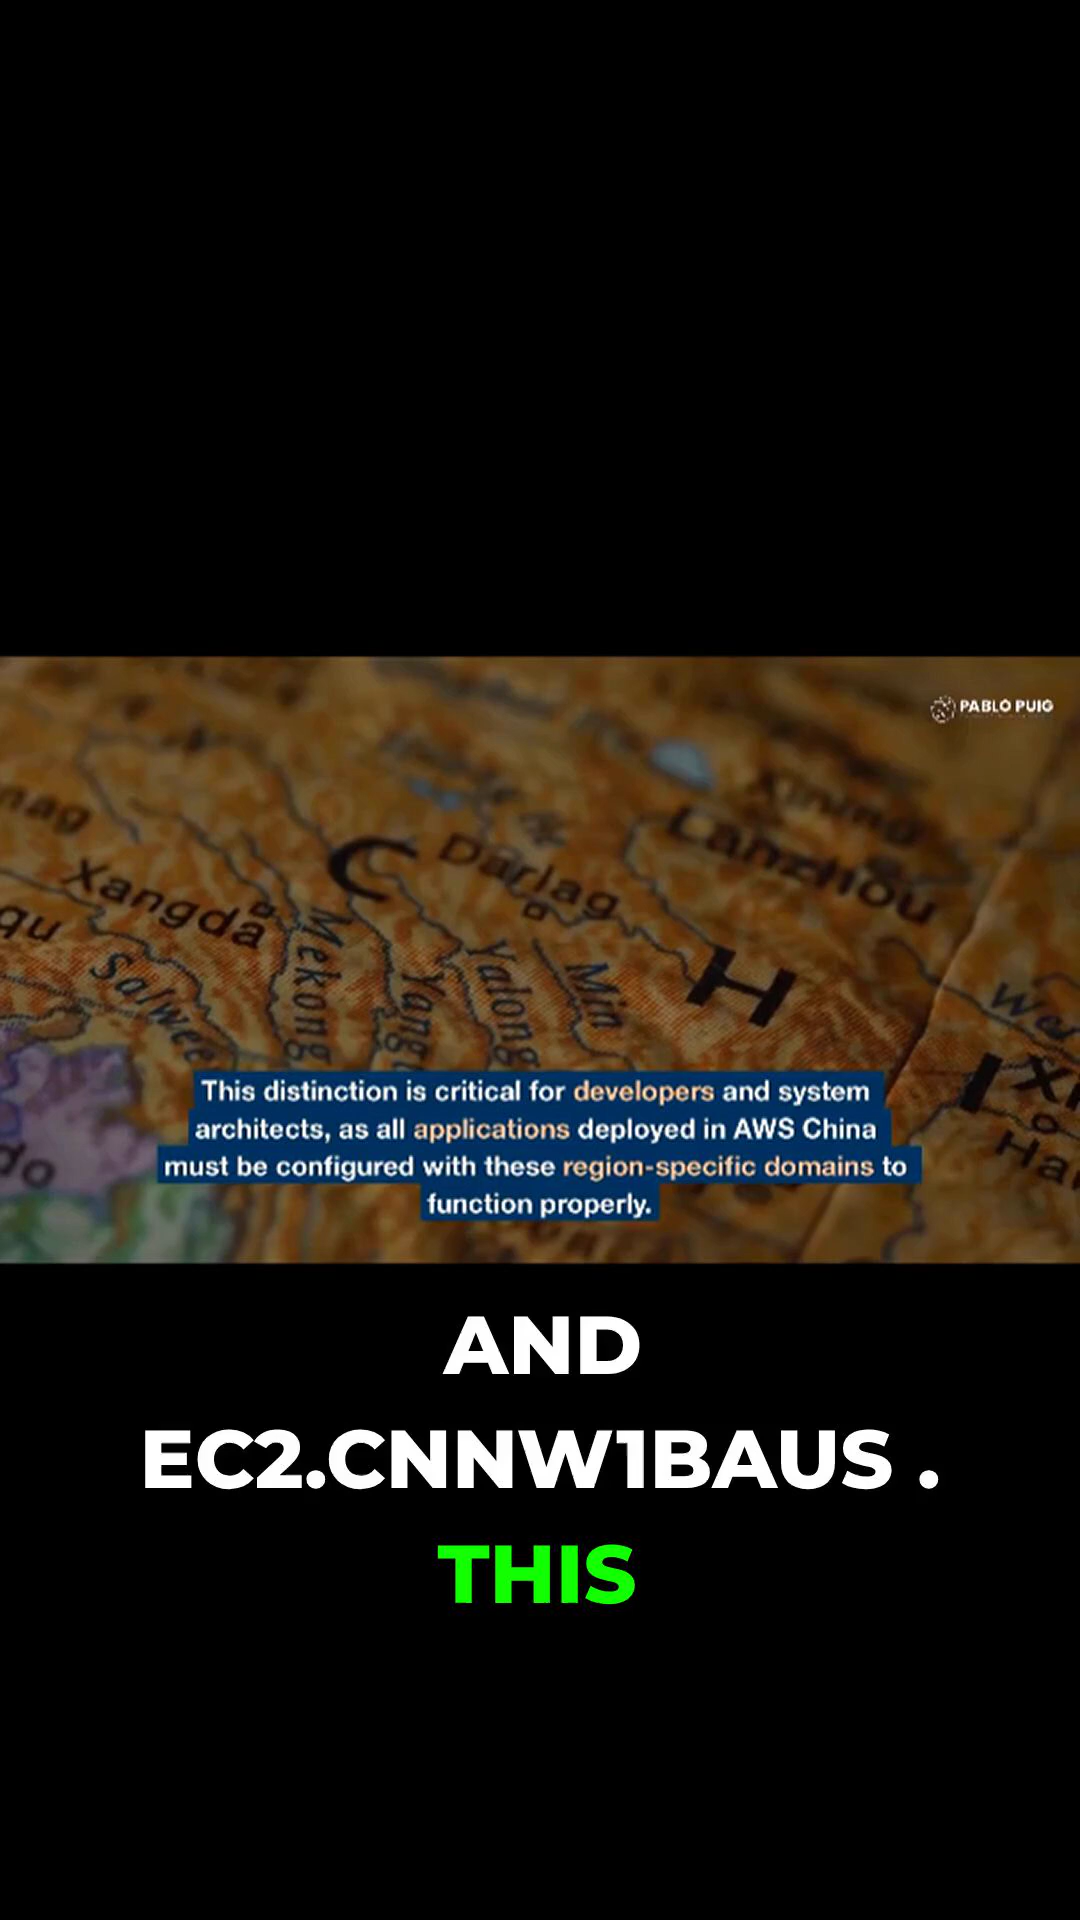 PABLO PUIG
Xining
Lanzhou
Darlag
C
nag
Xangda
qu
Mekong
Salween
Yalong
Min
H
I
do
This distinction is critical for developers and system
architects, as all applications deployed in AWS China
must be configured with these region-specific domains to
function properly.
AND
EC2.CNNW1BAUS .
THIS